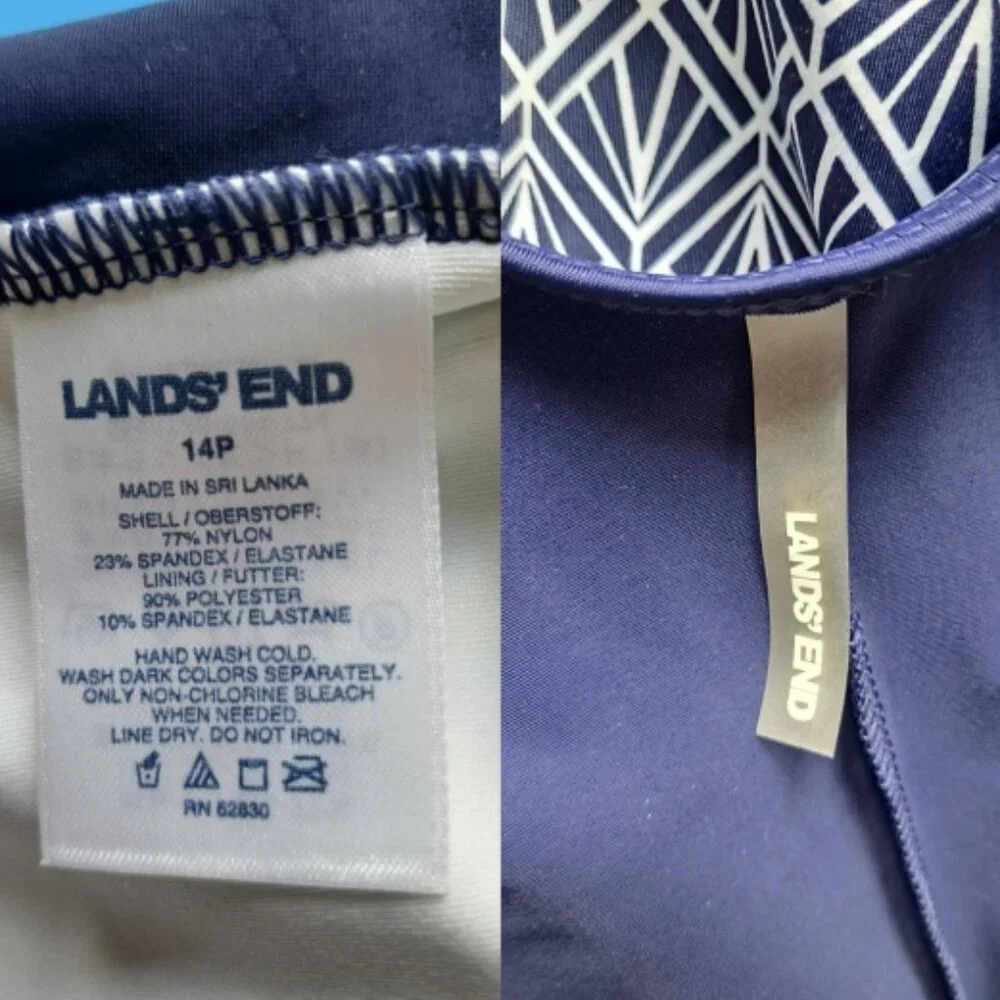 LANDS' END
14P
MADE IN SRI LANKA
SHELL / OBERSTOFF:
77% NYLON
23% SPANDEX / ELASTANE
LINING / FUTTER:
90% POLYESTER
10% SPANDEX / ELASTANE
HAND WASH COLD.
WASH DARK COLORS SEPARATELY.
ONLY NON-CHLORINE BLEACH
WHEN NEEDED.
LINE DRY. DO NOT IRON.
RN 62830
LANDS' END